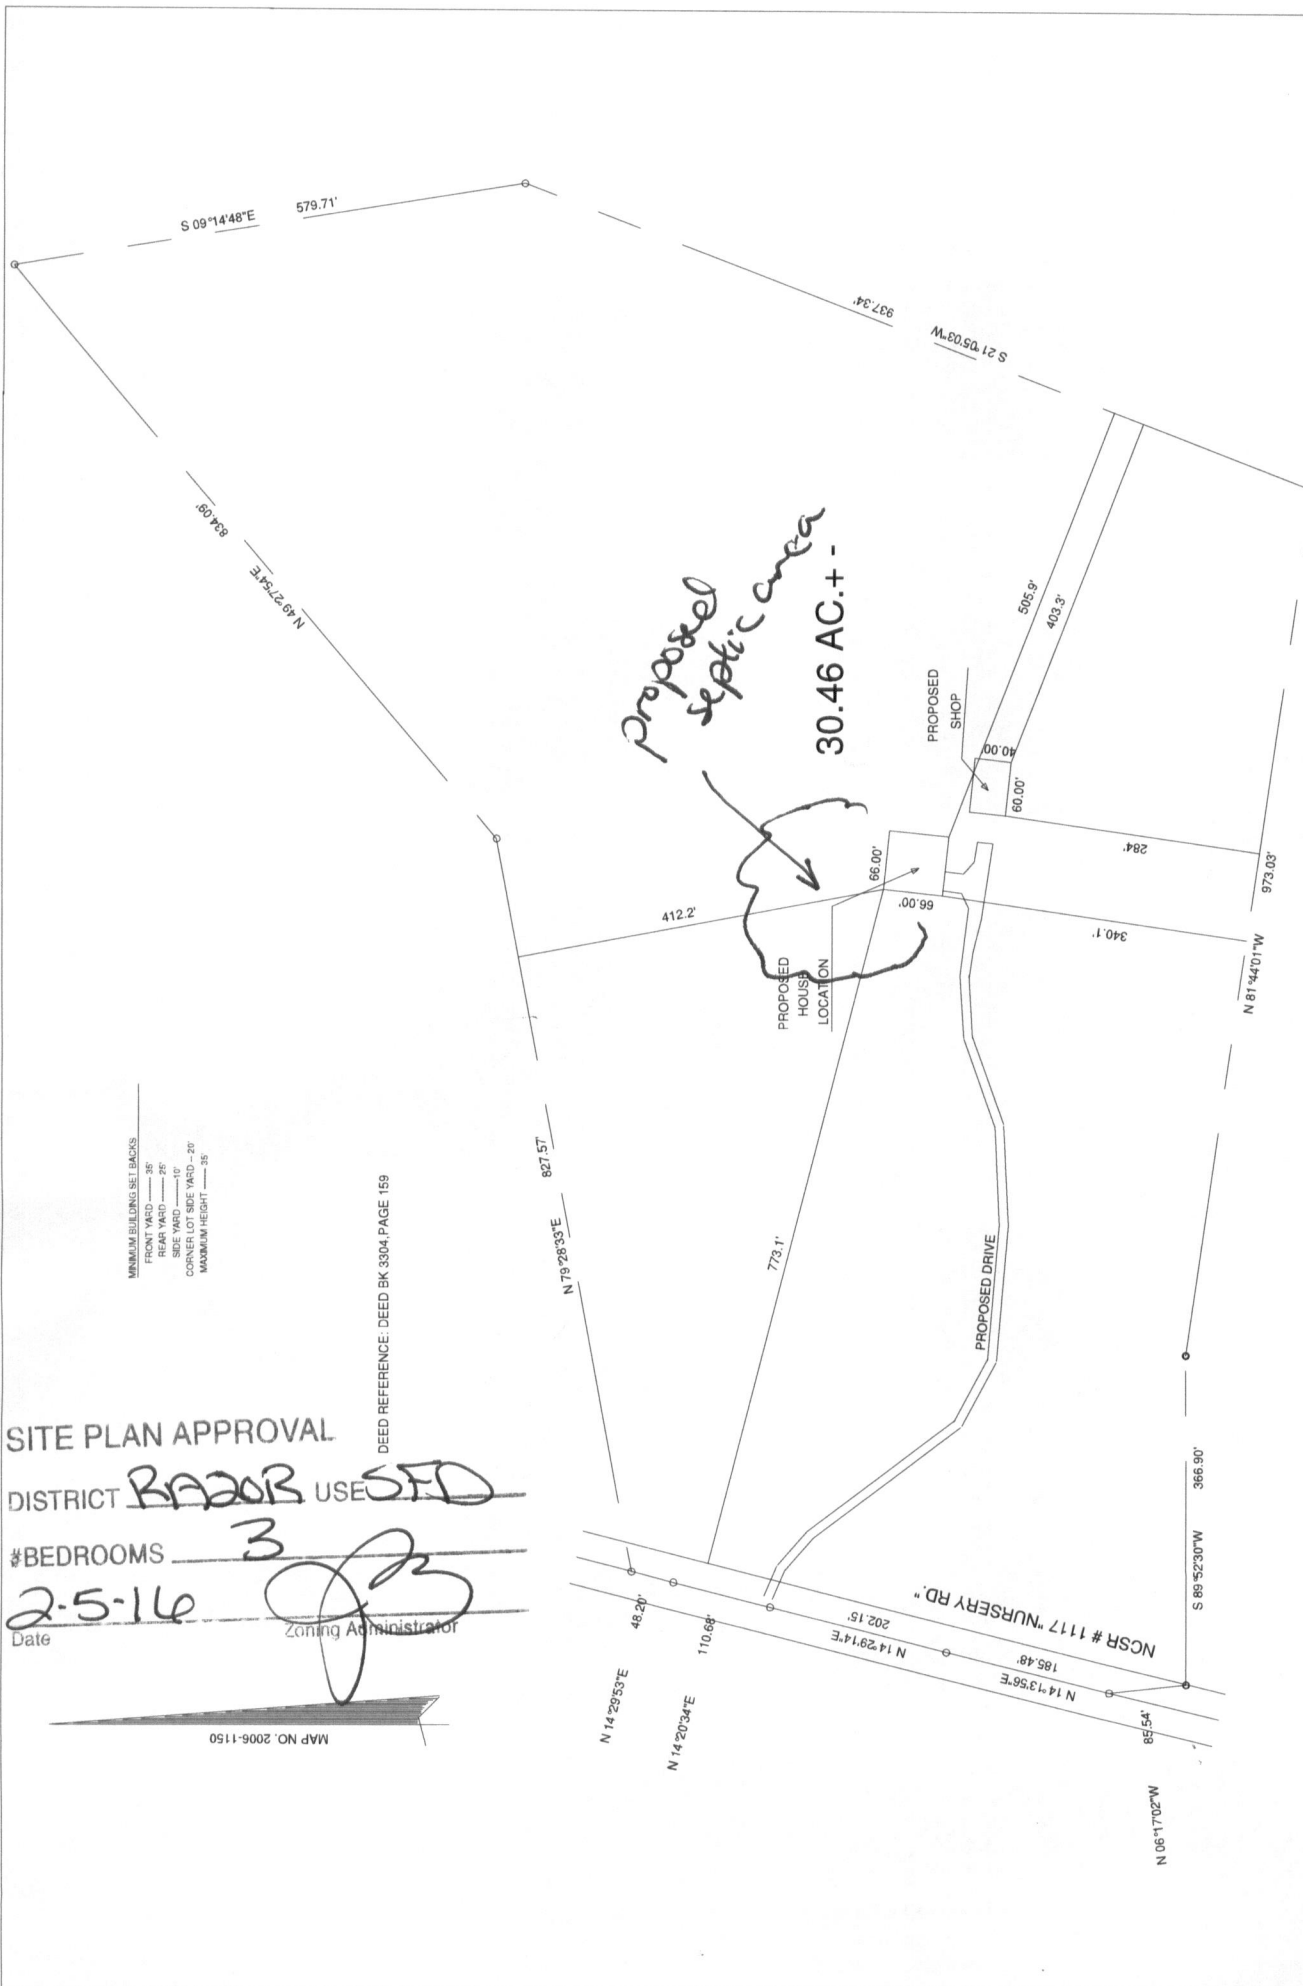 S 09°14'48"E
579.71'
937.34'
S 21°05'03"W
N 49°27'54"E
834.09'
proposed
septic area
30.46 AC.+ -
505.9'
403.3'
PROPOSED
SHOP
40.00'
60.00'
66.00'
66.00'
412.2'
284'
340.1'
973.03'
N 81°44'01"W
PROPOSED
HOUSE
LOCATION
MINIMUM BUILDING SET BACKS
FRONT YARD ------- 35'
REAR YARD ------- 25'
SIDE YARD -------10'
CORNER LOT SIDE YARD -- 20'
MAXIMUM HEIGHT ------ 35'
DEED REFERENCE: DEED BK 3304,PAGE 159
827.57'
N 79°28'33"E
773.1'
PROPOSED DRIVE
SITE PLAN APPROVAL
DISTRICT RA20R USE SFD
#BEDROOMS 3
2-5-16
Date
Zoning Administrator
MAP NO. 2006-1150
48.20'
N 14°29'53"E
110.68'
N 14°20'34"E
202.15'
N 14°29'14"E
185.48'
N 14°13'56"E
NCSR # 1117 "NURSERY RD."
85.54'
N 06°17'02"W
366.90'
S 89°52'30"W